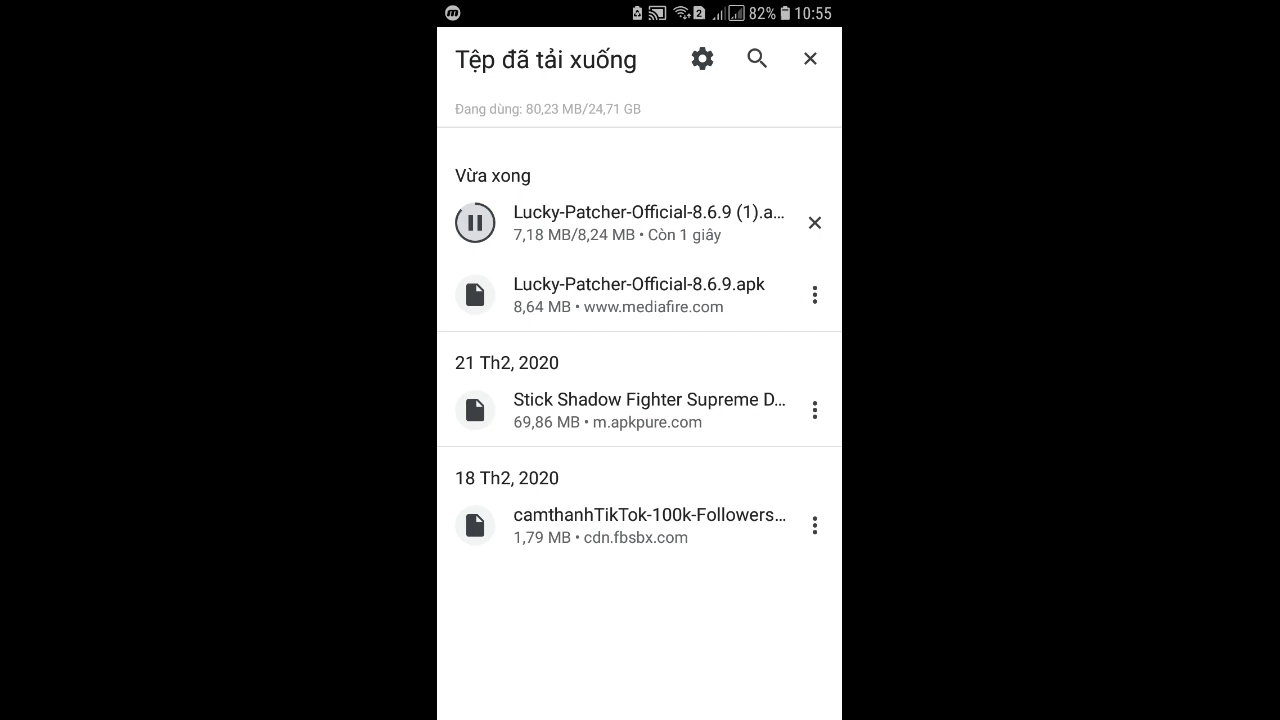 82% 10:55
Tệp đã tải xuống
Đang dùng: 80,23 MB/24,71 GB
Vừa xong
Lucky-Patcher-Official-8.6.9 (1).a...
7,18 MB/8,24 MB • Còn 1 giây
Lucky-Patcher-Official-8.6.9.apk
8,64 MB • www.mediafire.com
21 Th2, 2020
Stick Shadow Fighter Supreme D...
69,86 MB • m.apkpure.com
18 Th2, 2020
camthanhTikTok-100k-Followers...
1,79 MB • cdn.fbsbx.com